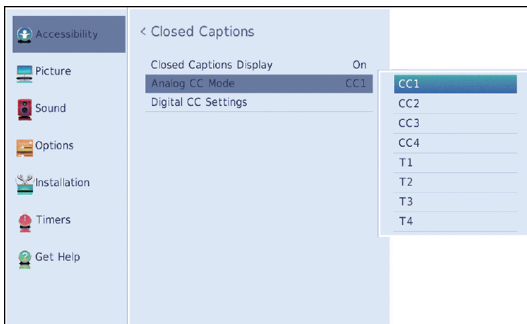 Accessibility
Picture
Sound
Options
Installation
Timers
Get Help
< Closed Captions
Closed Captions Display On
Analog CC Mode CC1
Digital CC Settings
CC1
CC2
CC3
CC4
T1
T2
T3
T4